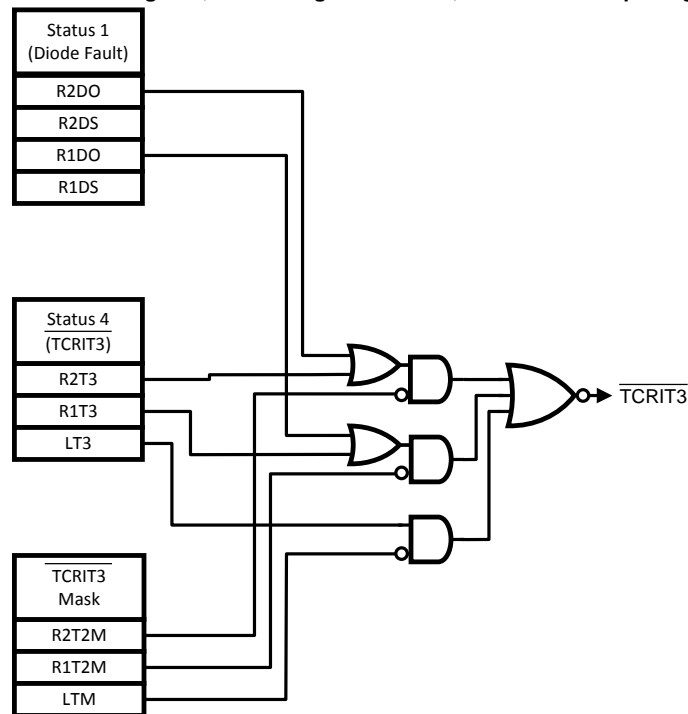 Status 1
(Diode Fault)
R2DO
R2DS
R1DO
R1DS
Status 4
(TCRIT3)
R2T3
R1T3
LT3
TCRIT3
TCRIT3
Mask
R2T2M
R1T2M
LTM